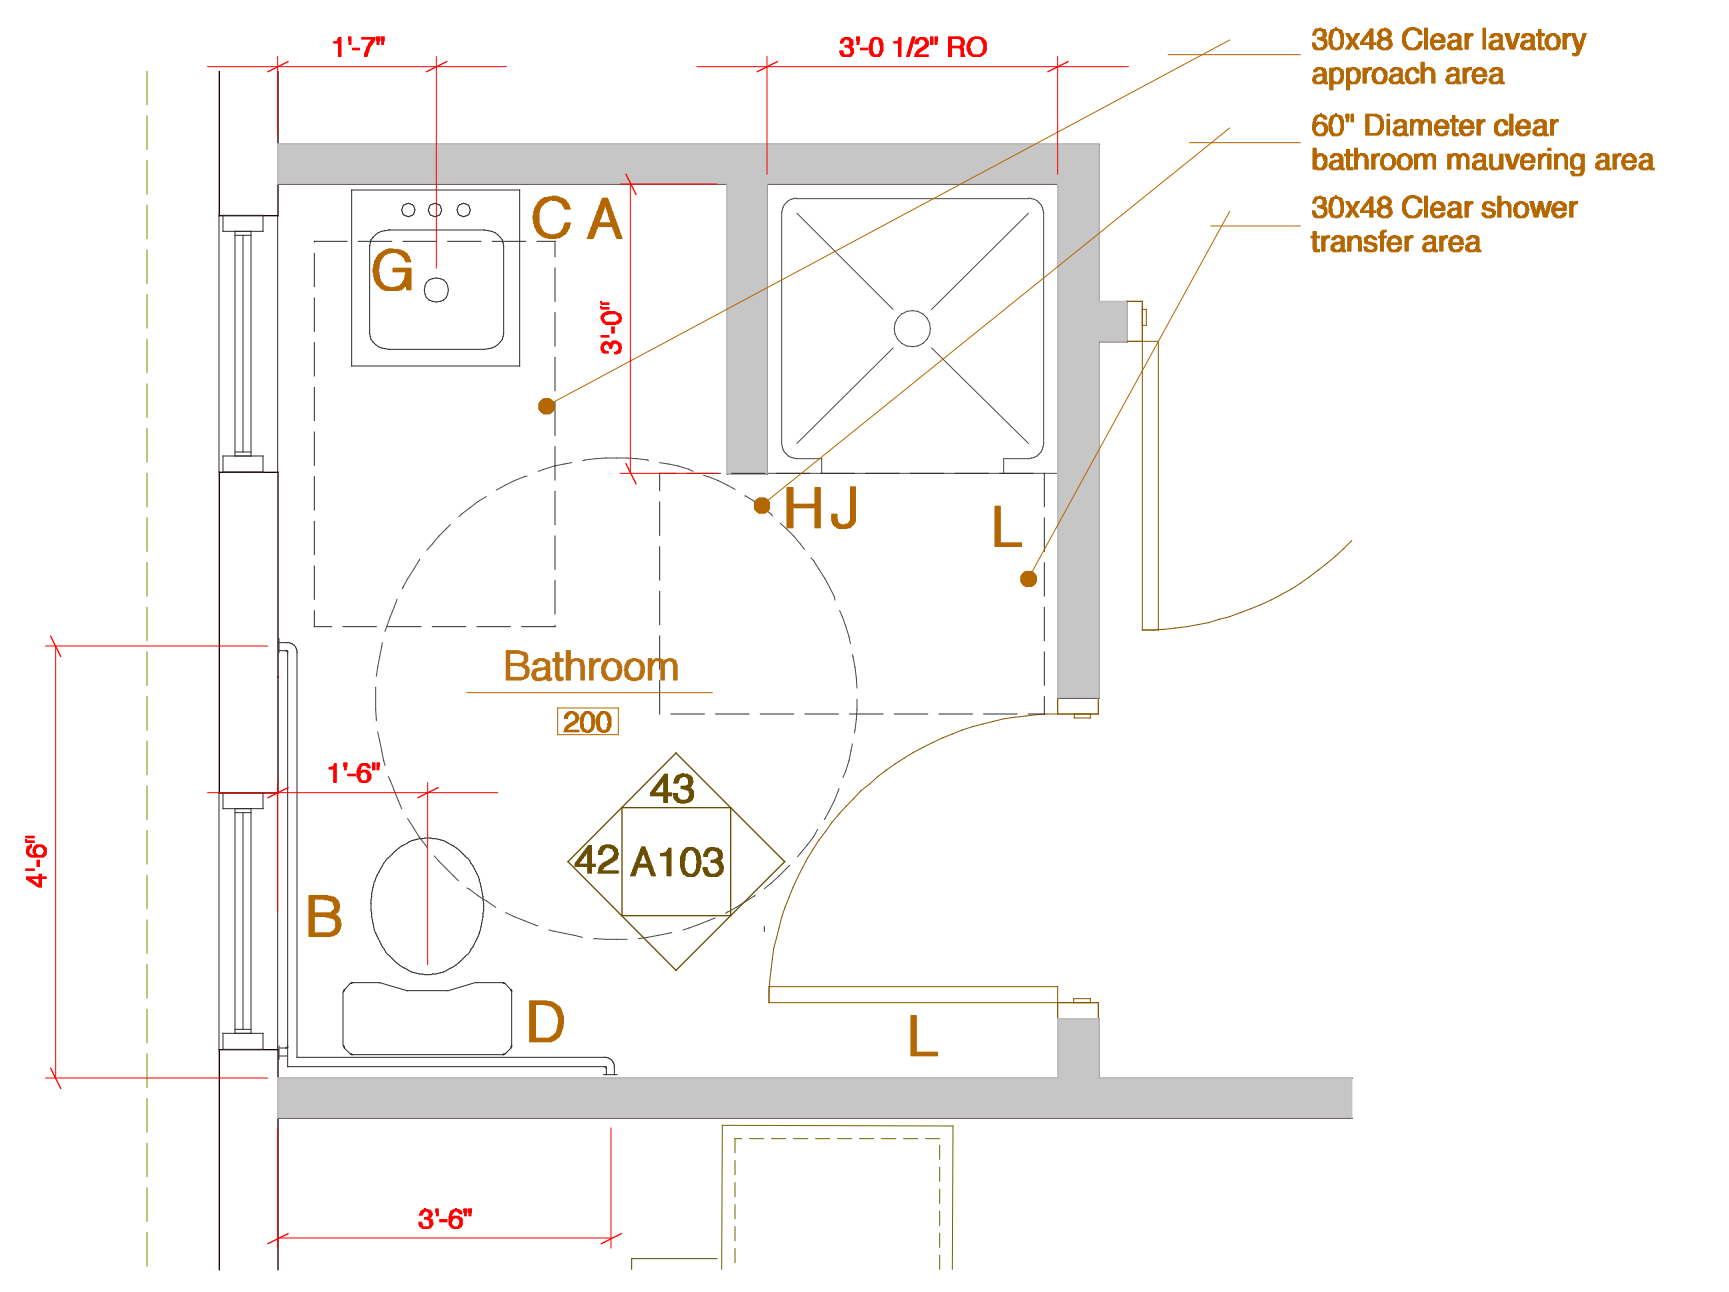 1'-7"
3'-0 1/2" RO
30x48 Clear lavatory
approach area
60" Diameter clear
bathroom mauvering area
30x48 Clear shower
transfer area
C A
G
3'-0"
HJ
L
Bathroom
200
1'-6"
43
42 A103
4'-6"
B
D
L
3'-6"